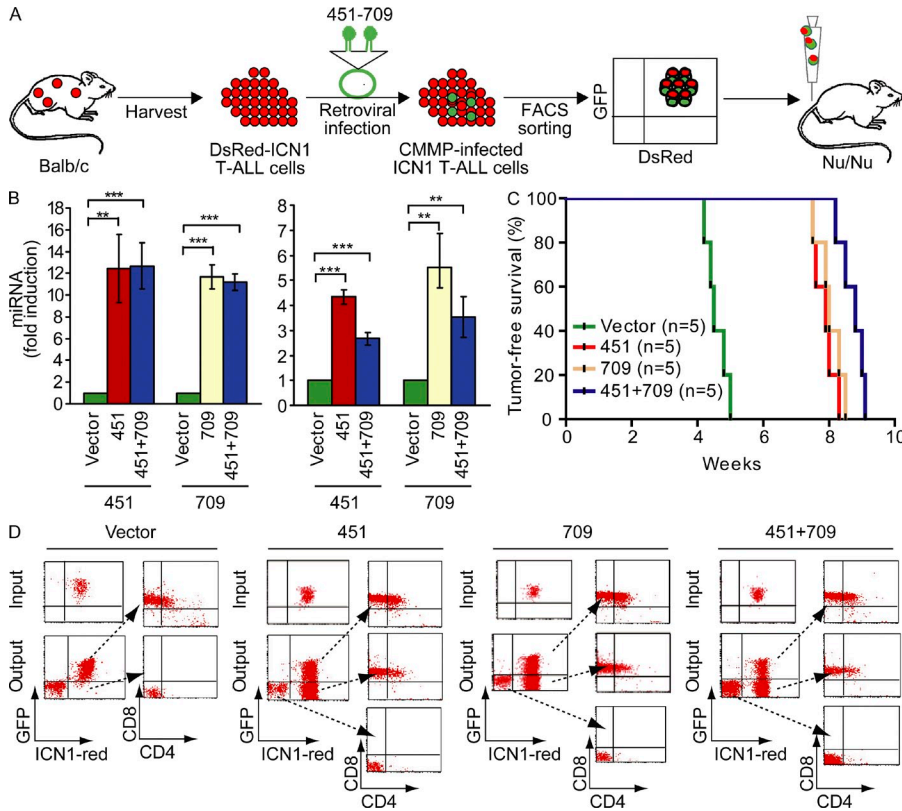 A
451-709
Harvest
Retroviral
infection
FACS
sorting
GFP
DsRed
Balb/c
DsRed-ICN1
T-ALL cells
CMMP-infected
ICN1 T-ALL cells
Nu/Nu
B
miRNA
(fold induction)
18
16
14
12
10
8
6
4
2
0
**
***
***
***
Vector
451
451+709
Vector
709
451+709
451
709
8
7
6
5
4
3
2
1
0
***
***
**
**
Vector
451
451+709
Vector
709
451+709
451
709
C
Tumor-free survival (%)
100
80
60
40
20
0
Vector (n=5)
451 (n=5)
709 (n=5)
451+709 (n=5)
0 2 4 6 8 10
Weeks
D
Vector 451 709 451+709
Input
Output
GFP
ICN1-red
CD8
CD4
Input
Output
GFP
ICN1-red
CD8
CD4
Input
Output
GFP
ICN1-red
CD8
CD4
Input
Output
GFP
ICN1-red
CD8
CD4